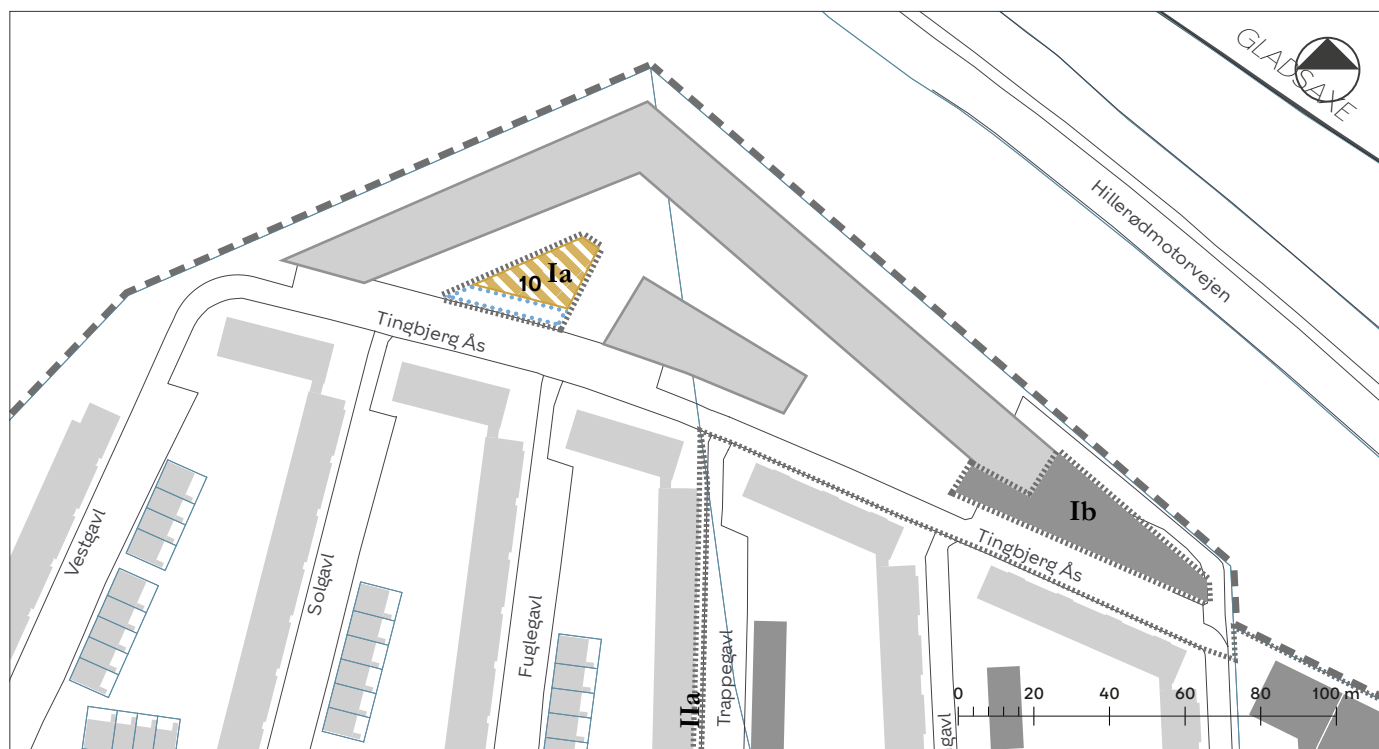 GLADSAXE
Hillerødmotorvejen
10
Ia
Tingbjerg Ås
Ib
Tingbjerg Ås
Vestgavl
Solgavl
Fuglegavl
Trappegavl
IIa
gavl
0 20 40 60 80 100 m